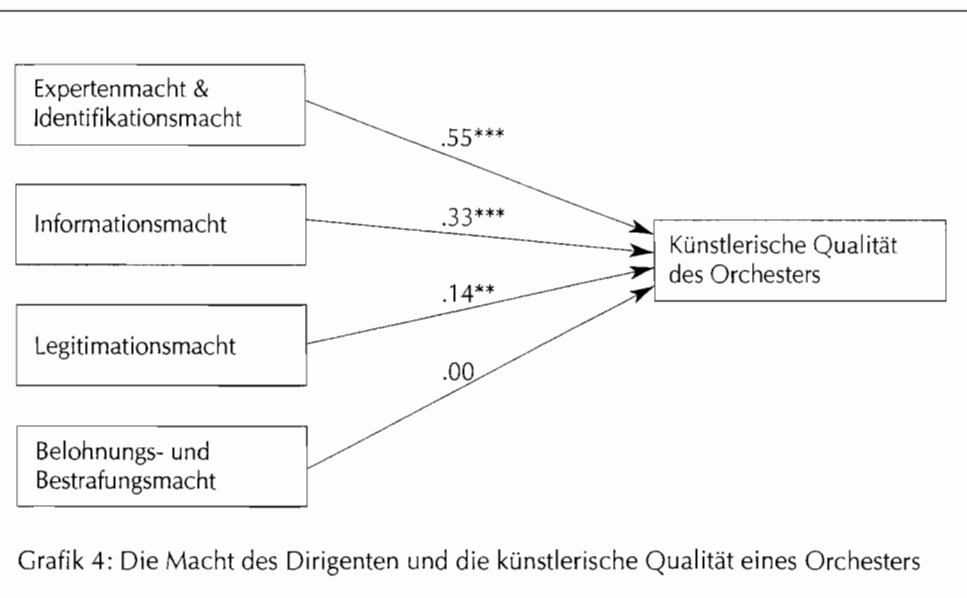 Expertenmacht &
Identifikationsmacht
.55***
Informationsmacht
.33***
Künstlerische Qualität
des Orchesters
Legitimationsmacht
.14**
.00
Belohnungs- und
Bestrafungsmacht
Grafik 4: Die Macht des Dirigenten und die künstlerische Qualität eines Orchesters